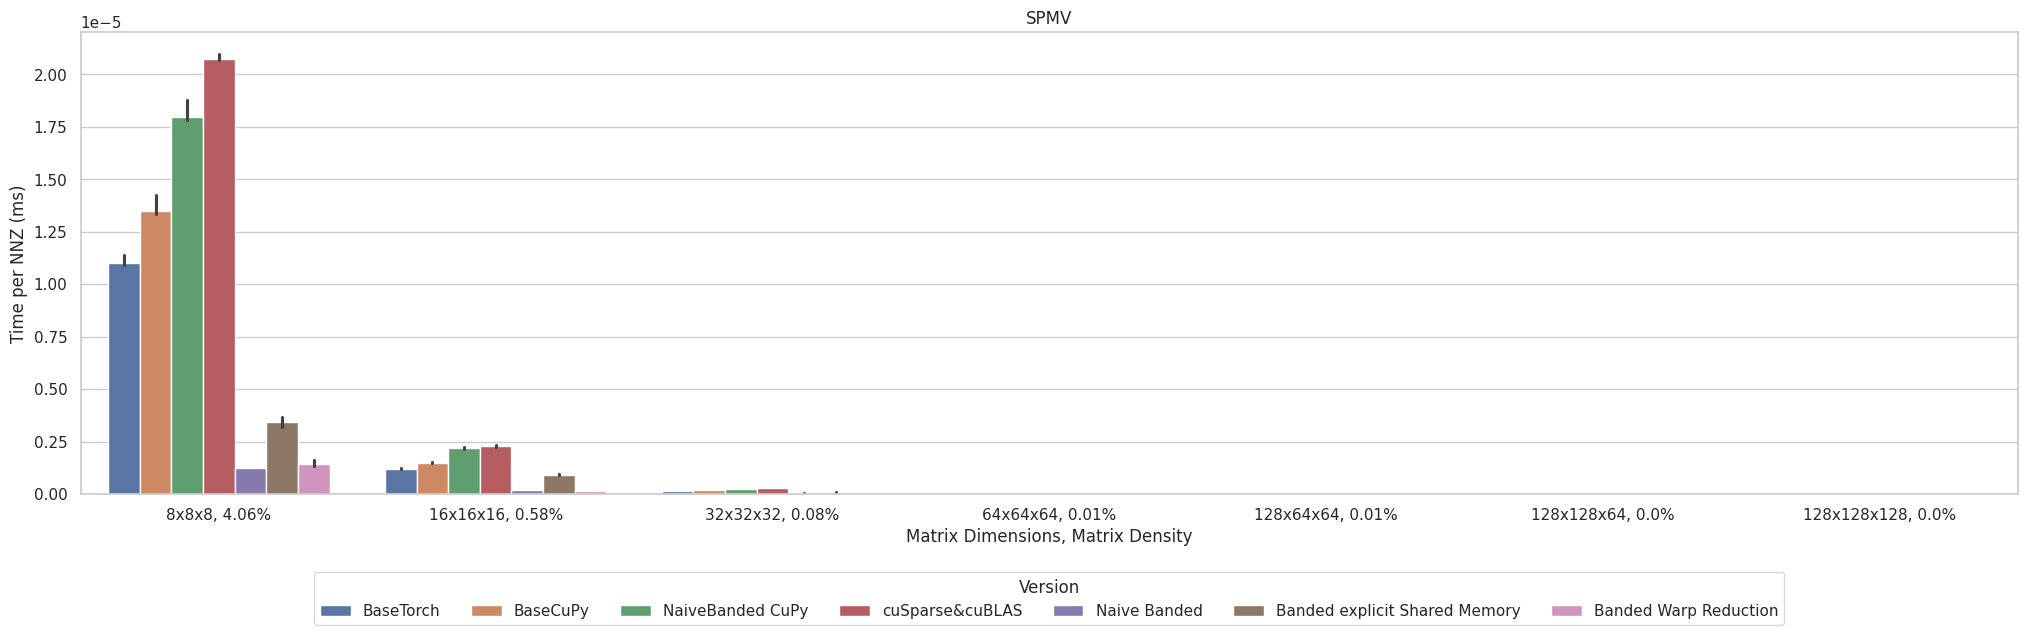 SPMV
1e−5
Time per NNZ (ms)
2.00
1.75
1.50
1.25
1.00
0.75
0.50
0.25
0.00
8x8x8, 4.06%
16x16x16, 0.58%
32x32x32, 0.08%
64x64x64, 0.01%
128x64x64, 0.01%
128x128x64, 0.0%
128x128x128, 0.0%
Matrix Dimensions, Matrix Density
Version
BaseTorch
BaseCuPy
NaiveBanded CuPy
cuSparse&cuBLAS
Naive Banded
Banded explicit Shared Memory
Banded Warp Reduction